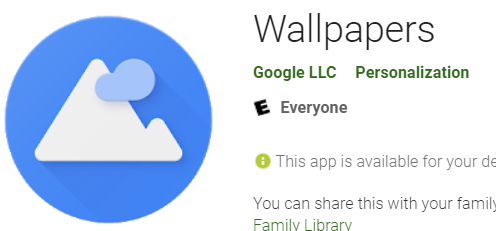 Wallpapers
Google LLC Personalization
E Everyone
This app is available for your de
You can share this with your family
Family Library